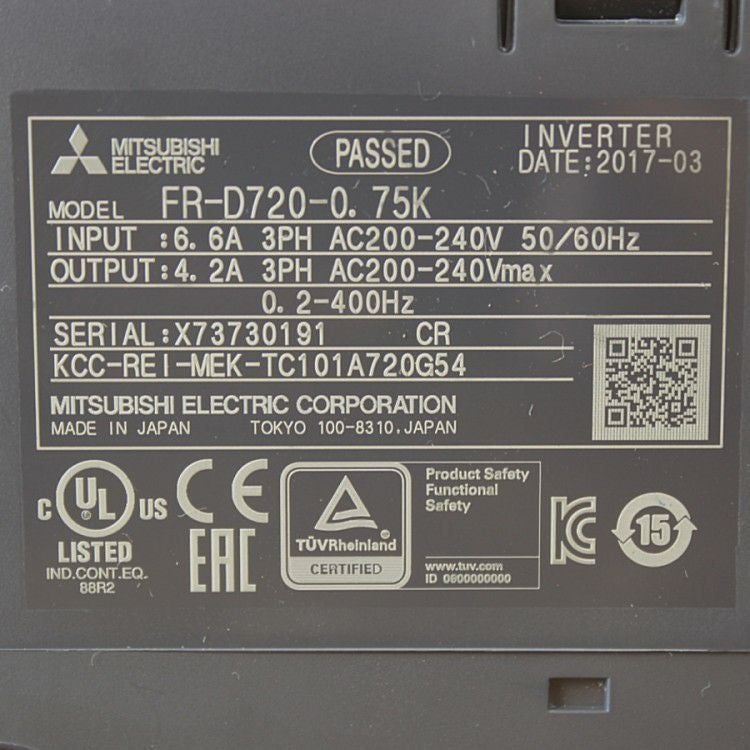 MITSUBISHI
ELECTRIC
PASSED
INVERTER
DATE:2017-03
MODEL FR-D720-0.75K
INPUT :6.6A 3PH AC200-240V 50/60Hz
OUTPUT:4.2A 3PH AC200-240Vmax
0.2-400Hz
SERIAL:X73730191 CR
KCC-REI-MEK-TC101A720G54
MITSUBISHI ELECTRIC CORPORATION
MADE IN JAPAN TOKYO 100-8310,JAPAN
C UL US
LISTED
IND.CONT.EQ.
88R2
CE
EAC
TÜVRheinland
CERTIFIED
Product Safety
Functional
Safety
www.tuv.com
ID 0600000000
KC
15